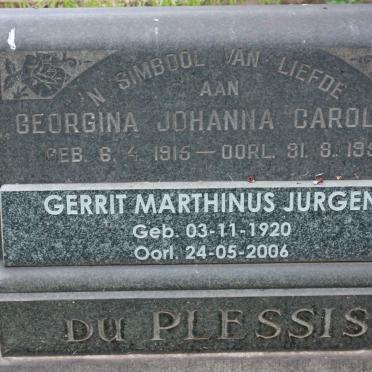 'N SIMBOOL VAN LIEFDE
AAN
GEORGINA JOHANNA CAROL
GEB. 6. 4. 1915 — OORL. 31. 8. 199
GERRIT MARTHINUS JURGEN
Geb. 03-11-1920
Oorl. 24-05-2006
DU PLESSIS